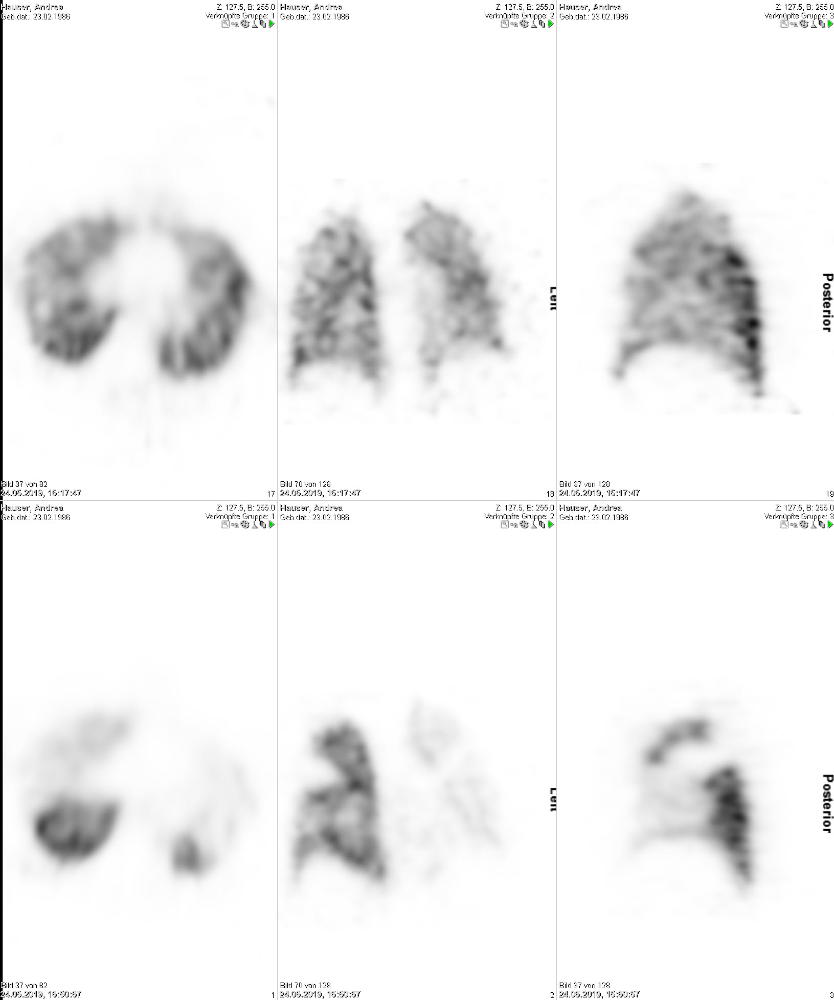 Hauser, Andrea
Geb.dat.: 23.02.1986
Z: 127.5, B: 255.0
Verknüpfte Gruppe: 1
Bild 37 von 82
24.05.2019, 15:17:47
17
Hauser, Andrea
Geb.dat.: 23.02.1986
Z: 127.5, B: 255.0
Verknüpfte Gruppe: 2
Left
Bild 70 von 128
24.05.2019, 15:17:47
18
Hauser, Andrea
Geb.dat.: 23.02.1986
Z: 127.5, B: 255.0
Verknüpfte Gruppe: 3
Posterior
Bild 37 von 128
24.05.2019, 15:17:47
19
Hauser, Andrea
Geb.dat.: 23.02.1986
Z: 127.5, B: 255.0
Verknüpfte Gruppe: 1
Bild 37 von 82
24.05.2019, 15:50:57
1
Hauser, Andrea
Geb.dat.: 23.02.1986
Z: 127.5, B: 255.0
Verknüpfte Gruppe: 2
Left
Bild 70 von 128
24.05.2019, 15:50:57
2
Hauser, Andrea
Geb.dat.: 23.02.1986
Z: 127.5, B: 255.0
Verknüpfte Gruppe: 3
Posterior
Bild 37 von 128
24.05.2019, 15:50:57
3